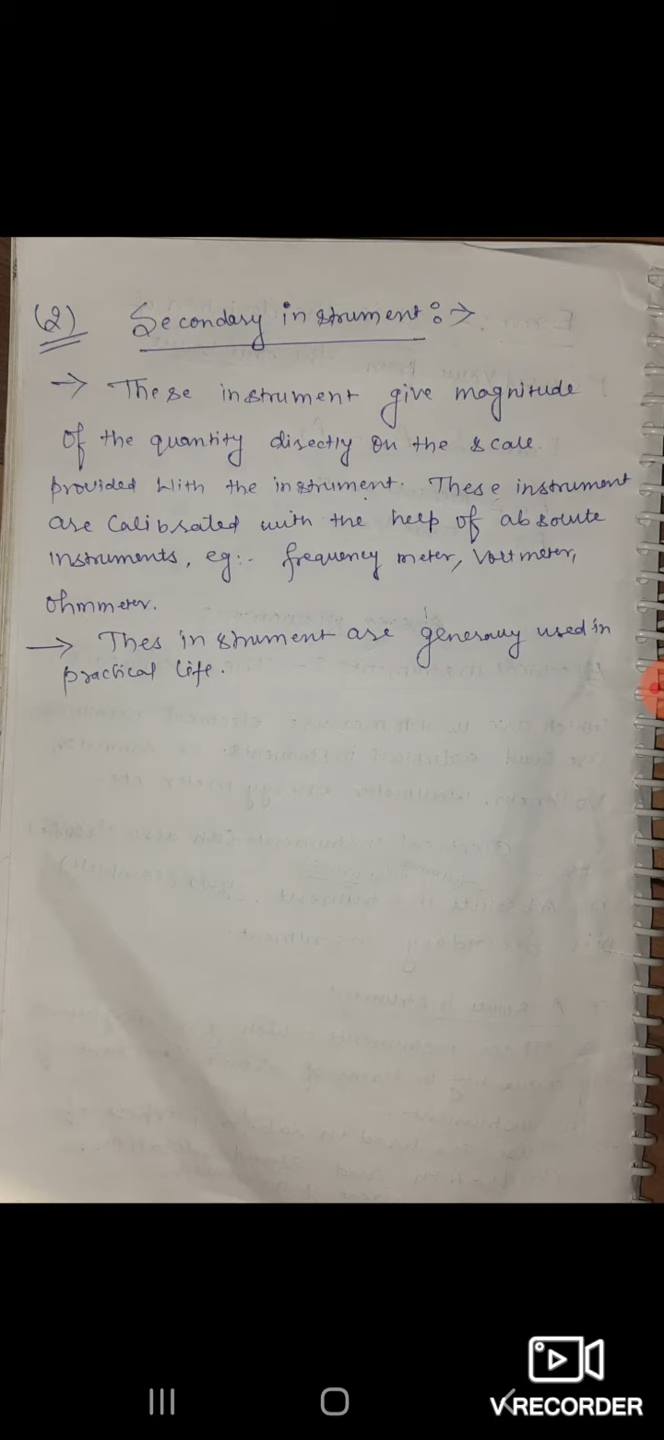 (2) Secondary instrument :->
-> These instrument give magnitude
of the quantity directly on the scale
provided with the instrument. These instrument
are calibrated with the help of absolute
instruments, eg:- frequency meter, Voltmeter,
ohmmeter.
-> Thes instrument are generally used in
practical life.
VRECORDER